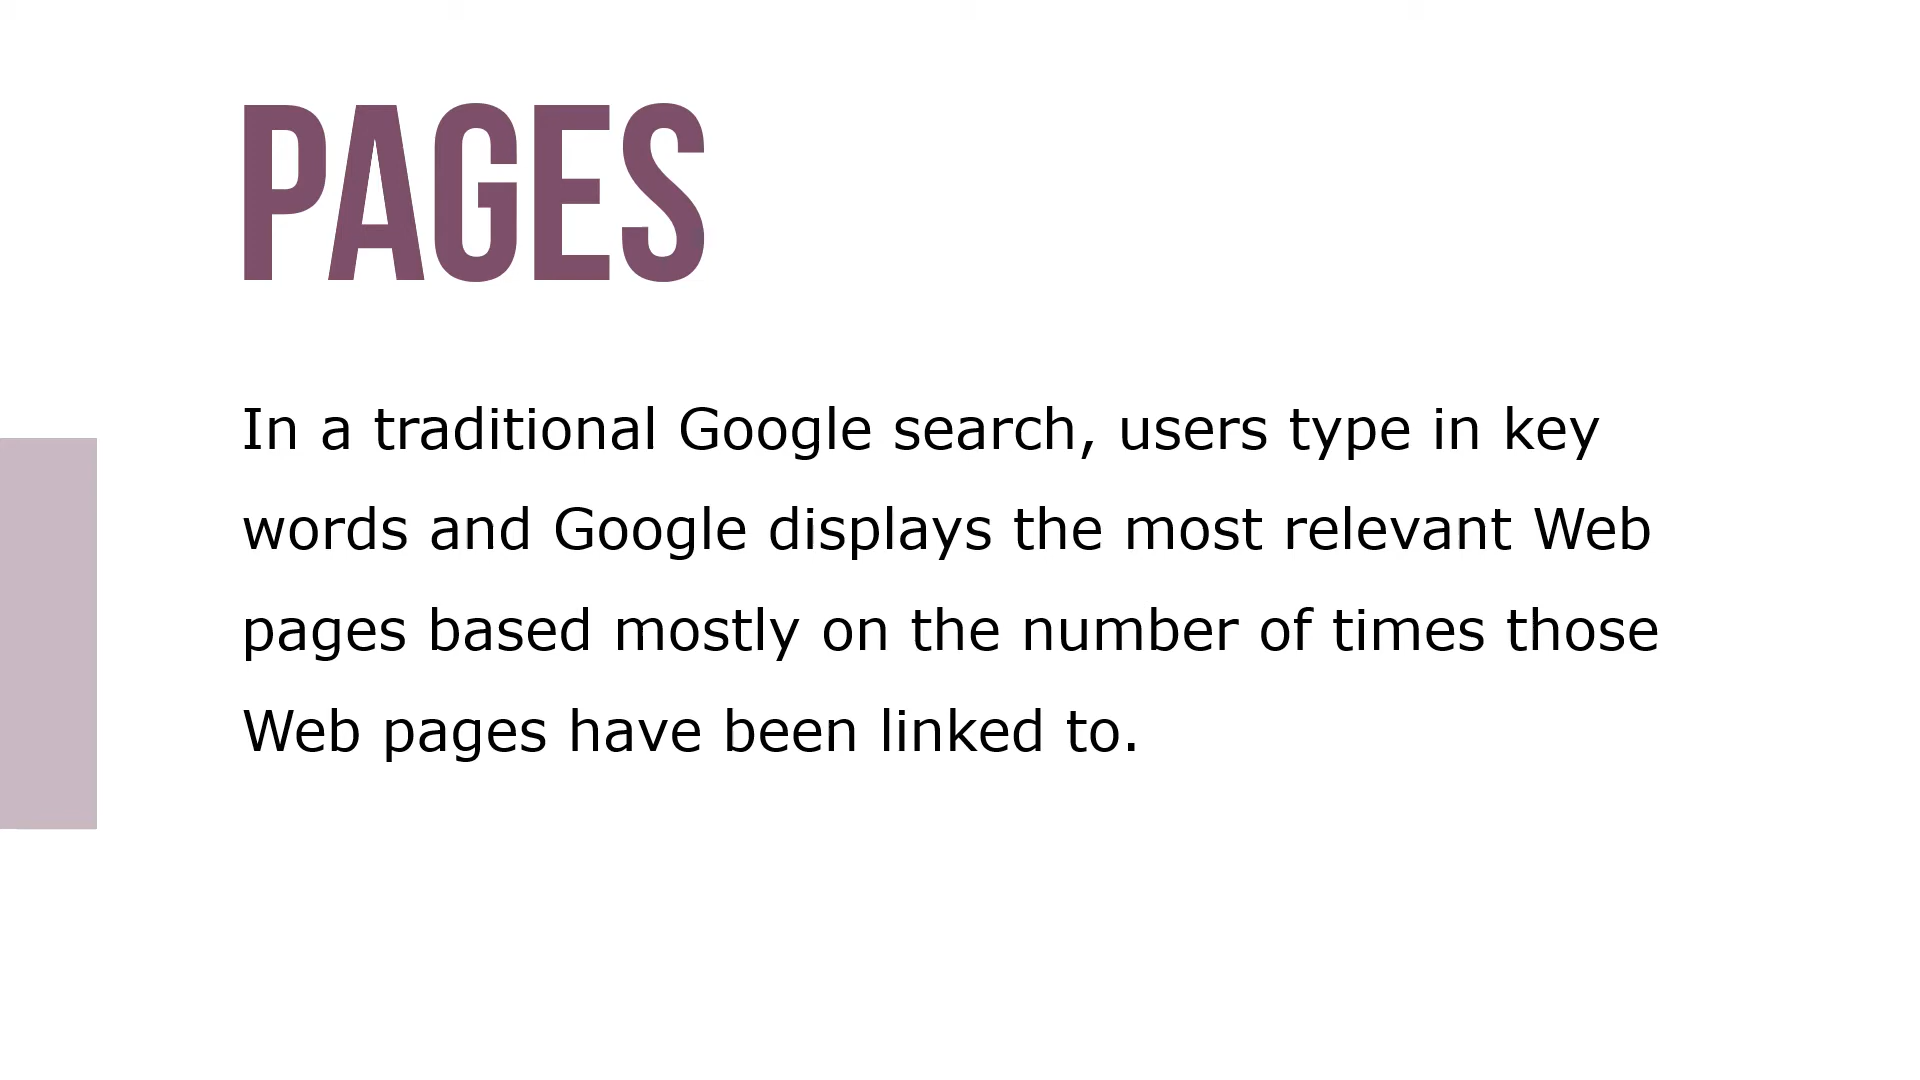 PAGES
In a traditional Google search, users type in key
words and Google displays the most relevant Web
pages based mostly on the number of times those
Web pages have been linked to.